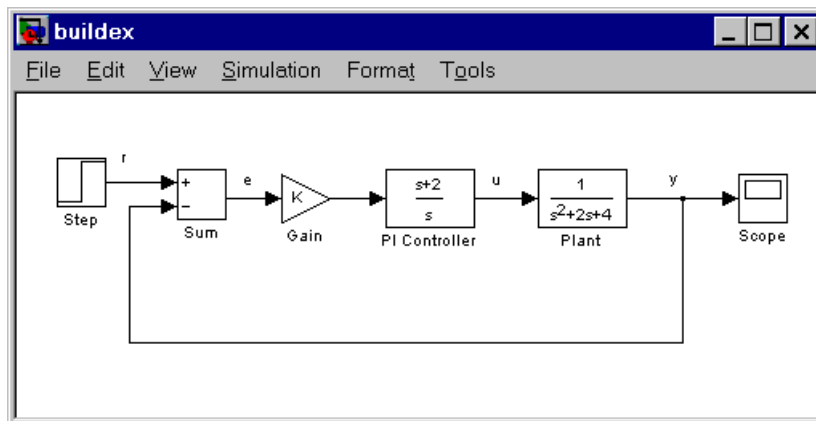 buildex
File Edit View Simulation Format Tools
r
e
u
y
+
−
K
s+2
s
1
s²+2s+4
Step
Sum
Gain
PI Controller
Plant
Scope